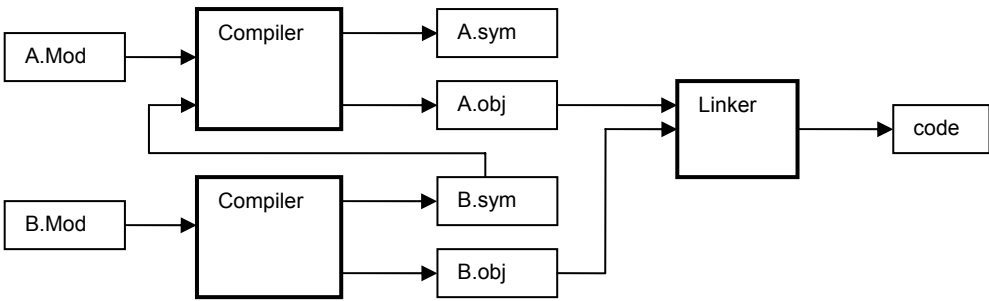 Compiler
A.sym
A.Mod
A.obj
Linker
code
Compiler
B.sym
B.Mod
B.obj